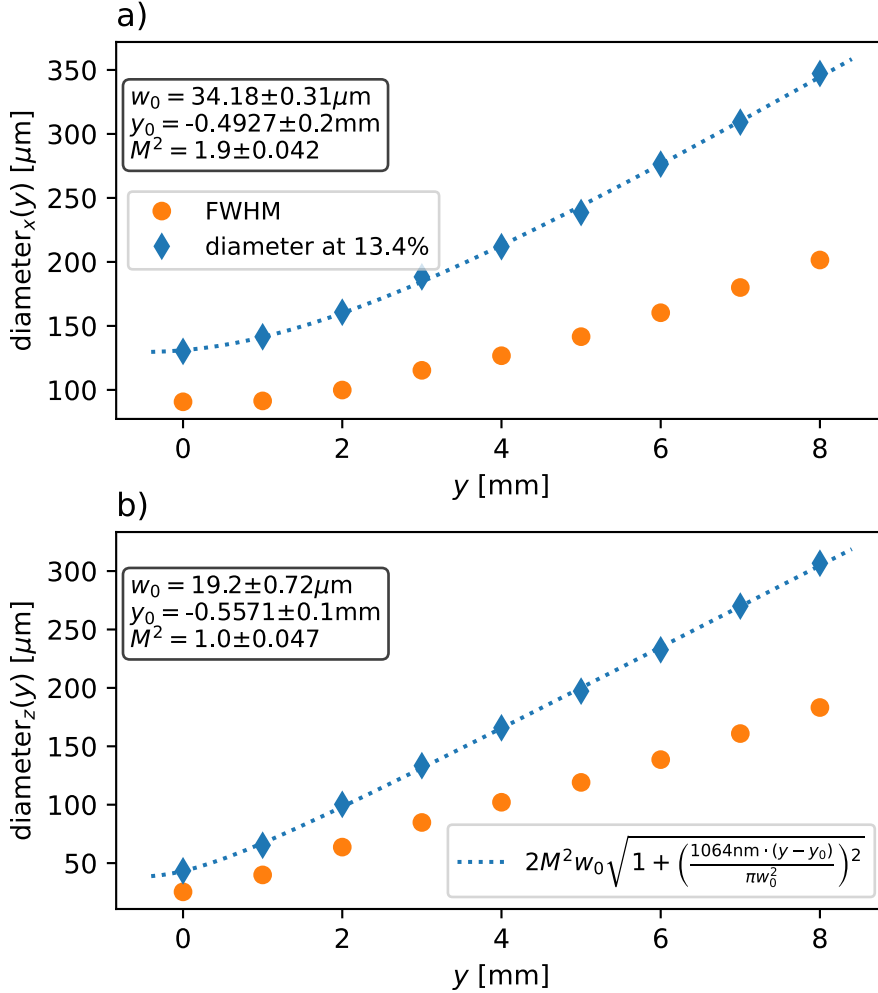 a)
350
300
250
200
150
100
diameterₓ(y) [μm]
w₀ = 34.18±0.31μm
y₀ = -0.4927±0.2mm
M² = 1.9±0.042
FWHM
diameter at 13.4%
0 2 4 6 8
y [mm]
b)
300
250
200
150
100
50
diameter_z(y) [μm]
w₀ = 19.2±0.72μm
y₀ = -0.5571±0.1mm
M² = 1.0±0.047
2M²w₀√(1 + (1064nm·(y − y₀)/πw₀²)²)
0 2 4 6 8
y [mm]